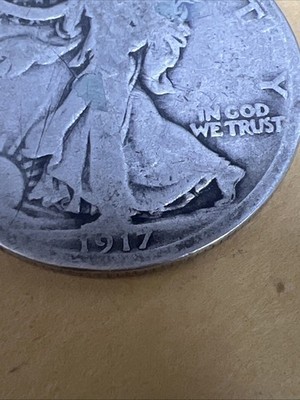 T Y
IN GOD
WE TRUST
1917